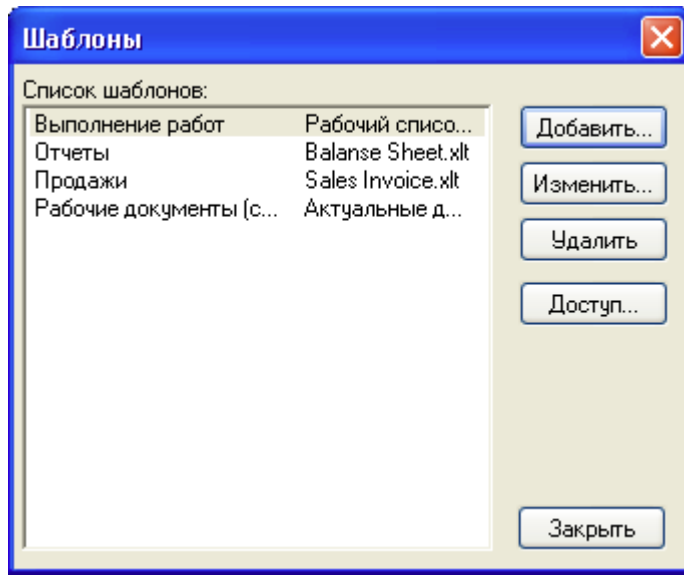 Шаблоны
Список шаблонов:
Выполнение работ Рабочий списо...
Отчеты Balanse Sheet.xlt
Продажи Sales Invoice.xlt
Рабочие документы (с... Актуальные д...
Добавить...
Изменить...
Удалить
Доступ...
Закрыть